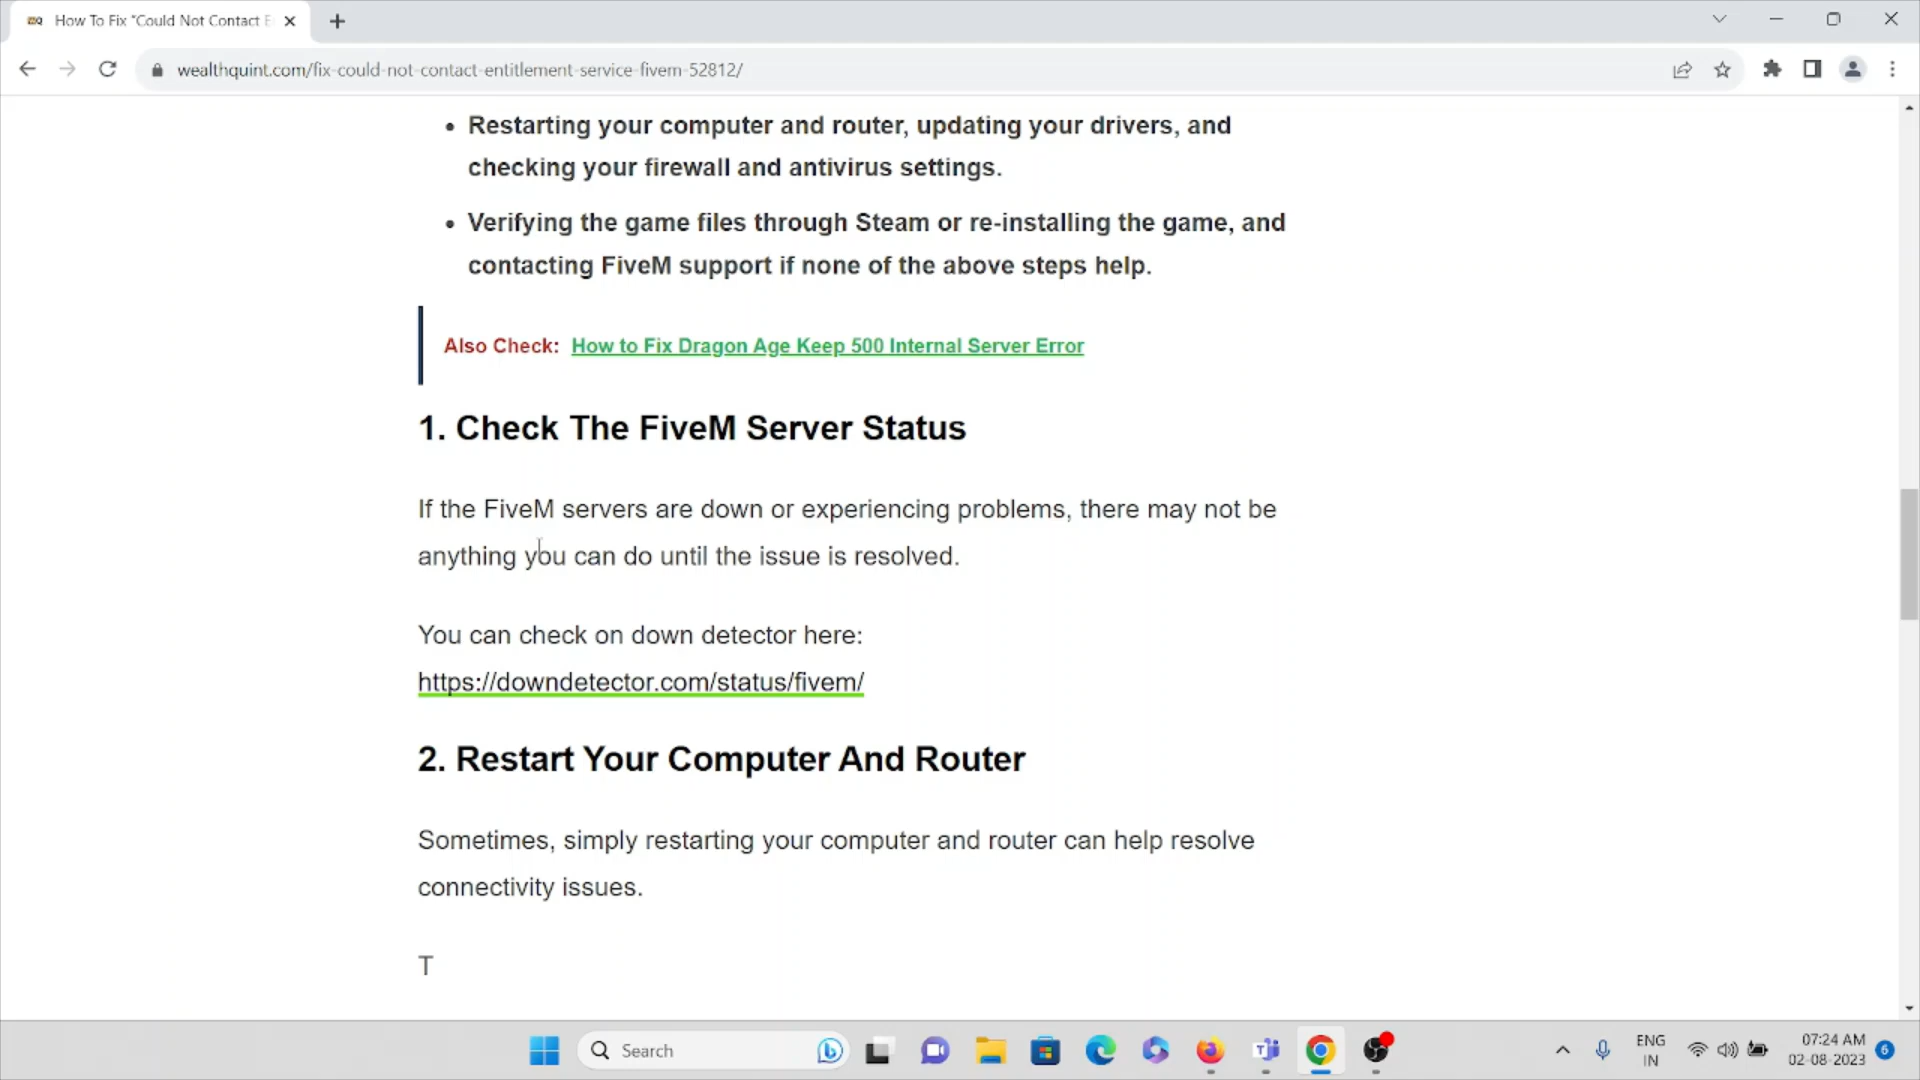 How To Fix "Could Not Contact E
wealthquint.com/fix-could-not-contact-entitlement-service-fivem-52812/
• Restarting your computer and router, updating your drivers, and
checking your firewall and antivirus settings.
• Verifying the game files through Steam or re-installing the game, and
contacting FiveM support if none of the above steps help.
Also Check: How to Fix Dragon Age Keep 500 Internal Server Error
1. Check The FiveM Server Status
If the FiveM servers are down or experiencing problems, there may not be
anything you can do until the issue is resolved.
You can check on down detector here:
https://downdetector.com/status/fivem/
2. Restart Your Computer And Router
Sometimes, simply restarting your computer and router can help resolve
connectivity issues.
T
Search
ENG
IN
07:24 AM
02-08-2023
6